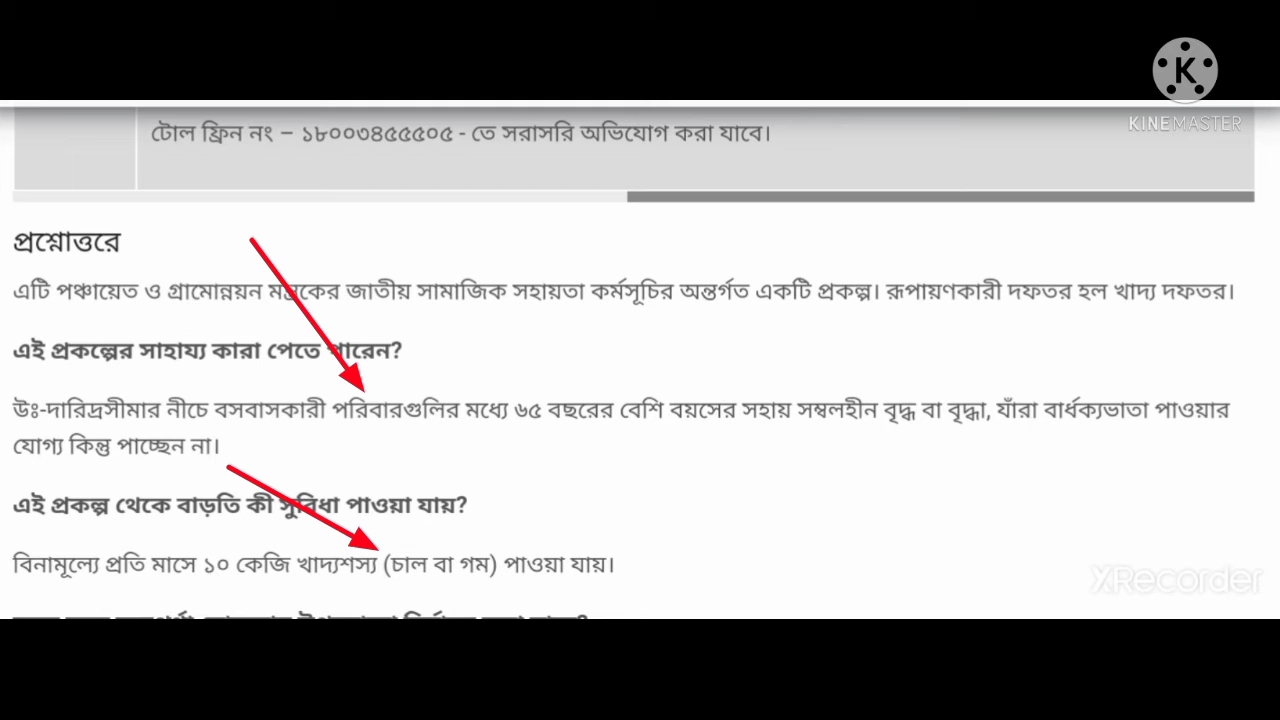 K
KINEMASTER
টোল ফ্রিন নং – ১৮০০৩৪৫৫৫০৫ - তে সরাসরি অভিযোগ করা যাবে।
প্রশ্নোত্তরে
এটি পঞ্চায়েত ও গ্রামোন্নয়ন মন্ত্রকের জাতীয় সামাজিক সহায়তা কর্মসূচির অন্তর্গত একটি প্রকল্প। রূপায়ণকারী দফতর হল খাদ্য দফতর।
এই প্রকল্পের সাহায্য কারা পেতে পারেন?
উঃ-দারিদ্রসীমার নীচে বসবাসকারী পরিবারগুলির মধ্যে ৬৫ বছরের বেশি বয়সের সহায় সম্বলহীন বৃদ্ধ বা বৃদ্ধা, যাঁরা বার্ধক্যভাতা পাওয়ার
যোগ্য কিন্তু পাচ্ছেন না।
এই প্রকল্প থেকে বাড়তি কী সুবিধা পাওয়া যায়?
বিনামূল্যে প্রতি মাসে ১০ কেজি খাদ্যশস্য (চাল বা গম) পাওয়া যায়।
XRecorder